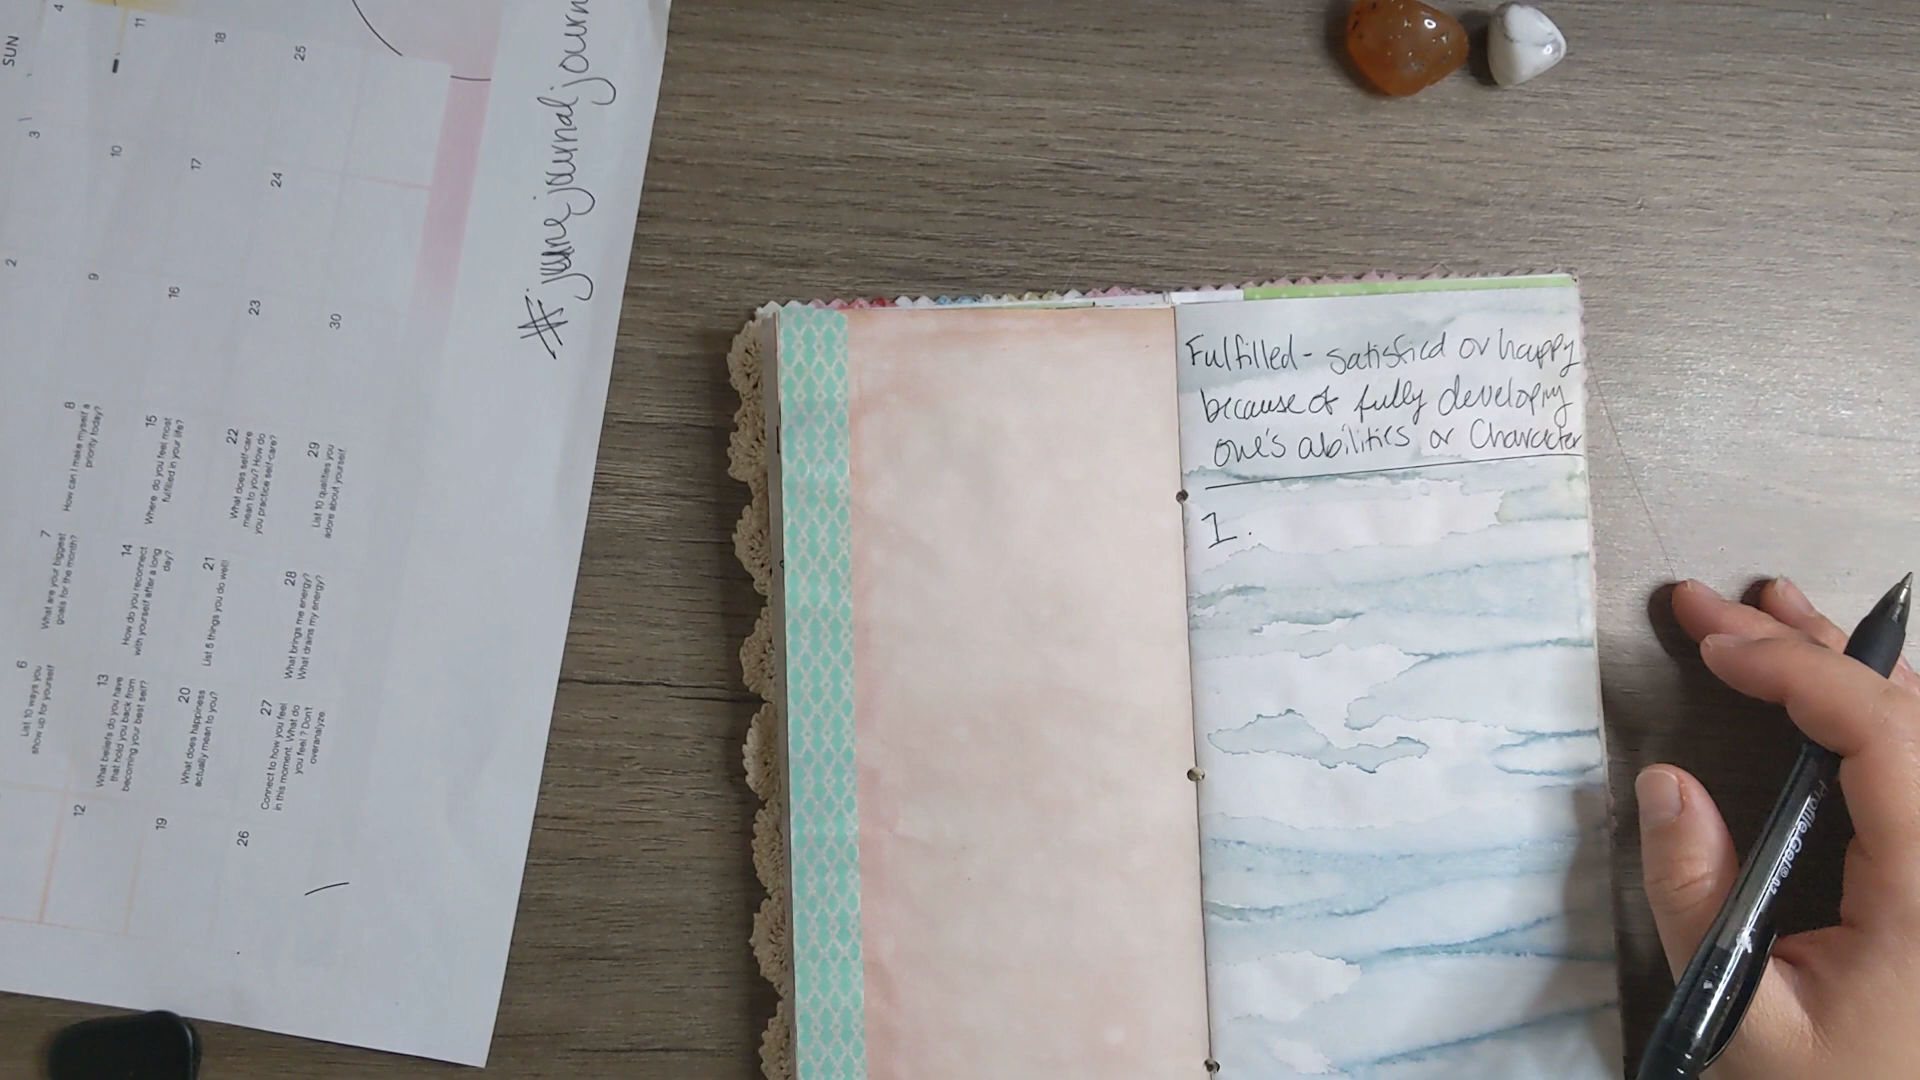 Fulfilled - satisfied or happy
because of fully developing
one's abilities or Character
1.
#junejournaljourn
SUN
4
11
18
25
3
10
17
24
2
9
16
23
30
8
How can I make myself a
priority today?
15
Where do you feel most
fulfilled in your life?
22
What does self-care
mean to you? How do
you practice self-care?
29
List 10 qualities you
adore about yourself.
7
What are your biggest
goals for the month?
14
How do you reconnect
with yourself after a long
day?
21
List 5 things you do well!
28
What brings me energy?
What drains my energy?
6
List 10 ways you
show up for yourself
13
What beliefs do you have
that hold you back from
becoming your best self?
20
What does happiness
actually mean to you?
27
Connect to how you feel
in this moment. What do
you feel? Don't
overanalyze.
12
19
26
Profile Gel® 0.7